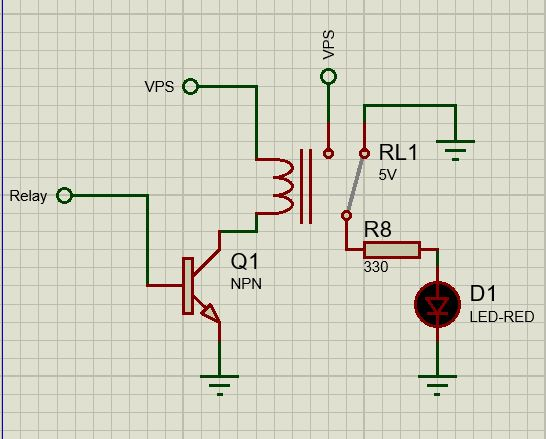 VPS
VPS
Relay
RL1
5V
R8
330
Q1
NPN
D1
LED-RED